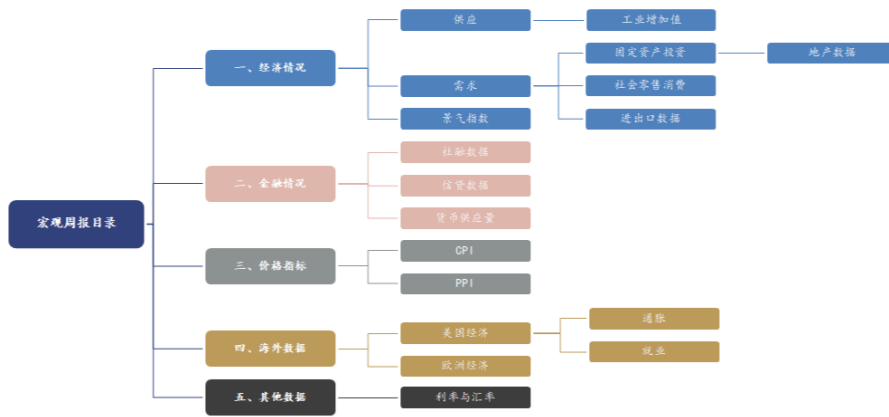 宏观周报目录
一、经济情况
供应
工业增加值
需求
固定资产投资
地产数据
社会零售消费
进出口数据
景气指数
二、金融情况
社融数据
信贷数据
货币供应量
三、价格指标
CPI
PPI
四、海外数据
美国经济
通胀
就业
欧洲经济
五、其他数据
利率与汇率